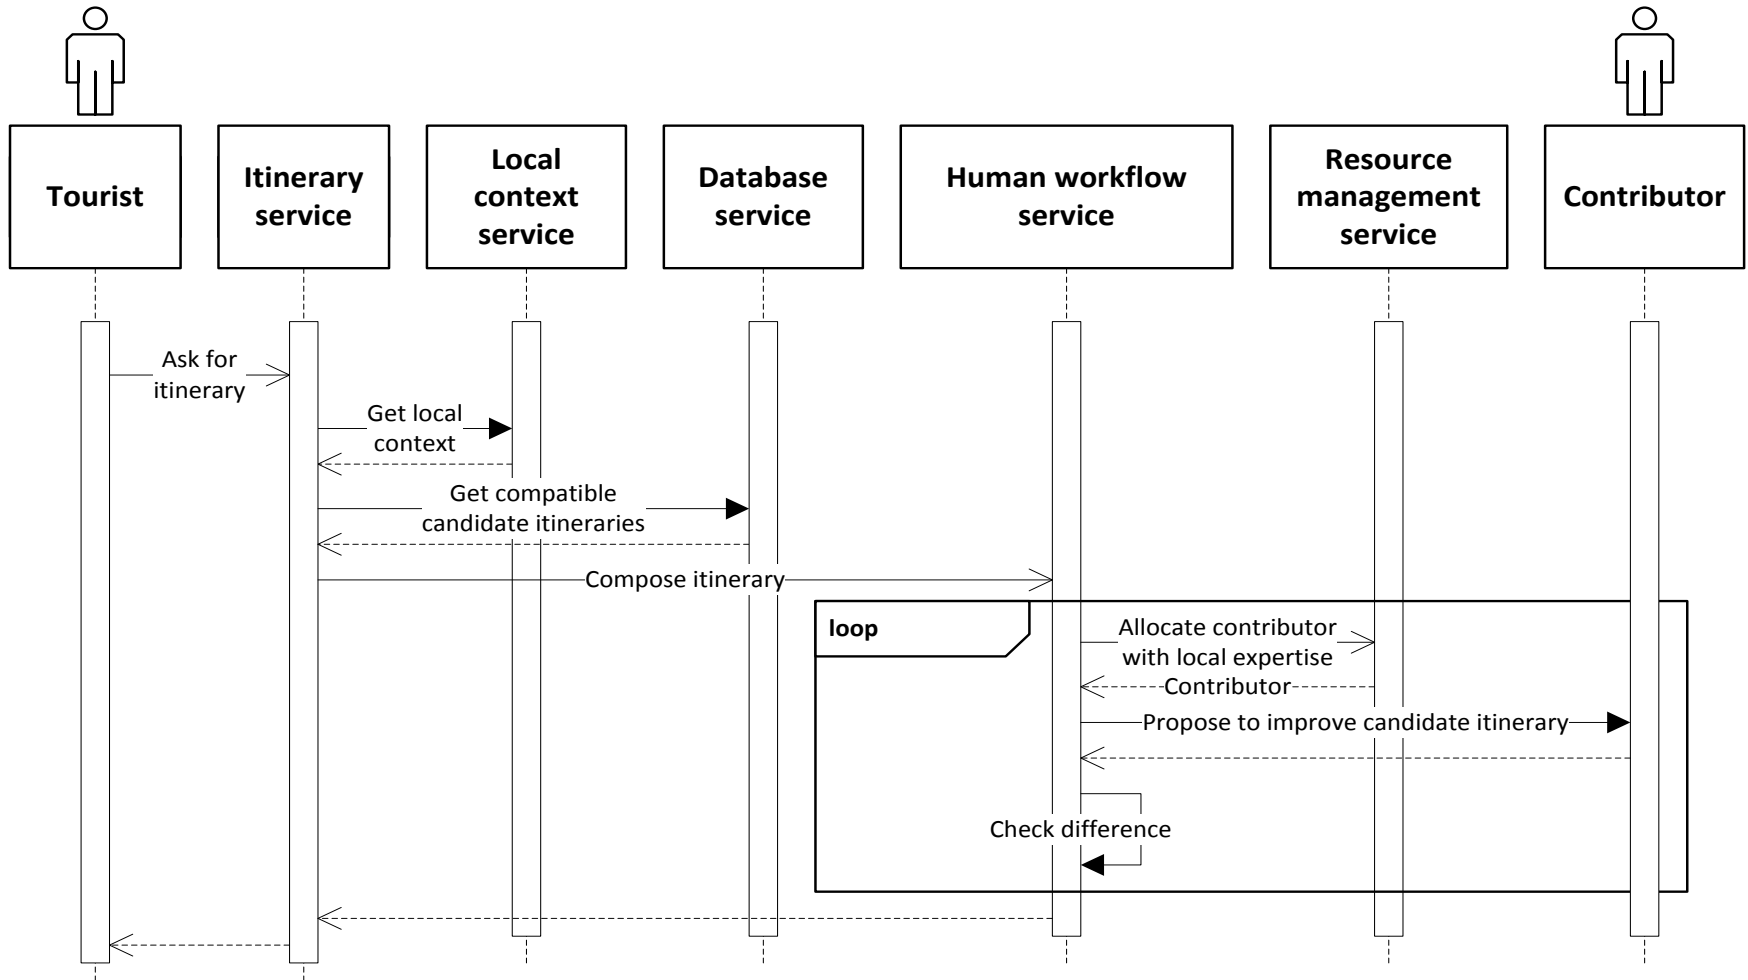 Tourist
Itinerary
service
Local
context
service
Database
service
Human workflow
service
Resource
management
service
Contributor
Ask for
itinerary
Get local
context
Get compatible
candidate itineraries
Compose itinerary
loop
Allocate contributor
with local expertise
Contributor
Propose to improve candidate itinerary
Check difference